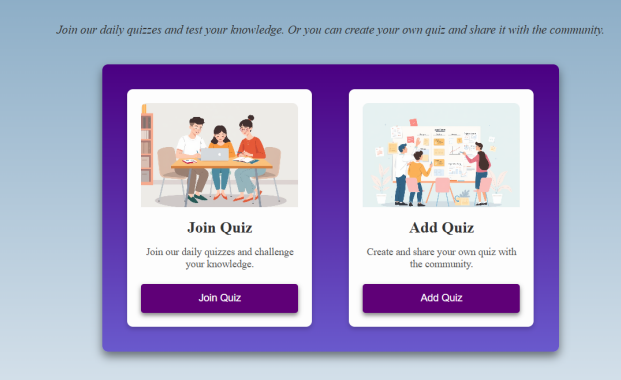 Join our daily quizzes and test your knowledge. Or you can create your own quiz and share it with the community.
Join Quiz
Join our daily quizzes and challenge
your knowledge.
Join Quiz
Add Quiz
Create and share your own quiz with
the community.
Add Quiz